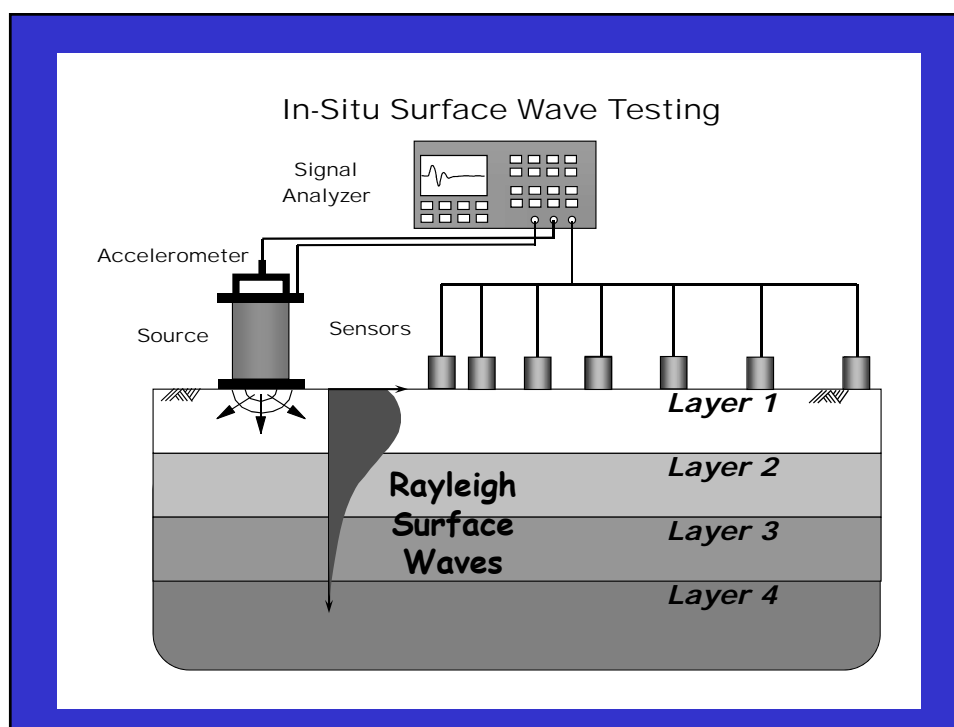 In-Situ Surface Wave Testing
Signal
Analyzer
Accelerometer
Source
Sensors
Layer 1
Layer 2
Rayleigh
Surface
Waves
Layer 3
Layer 4